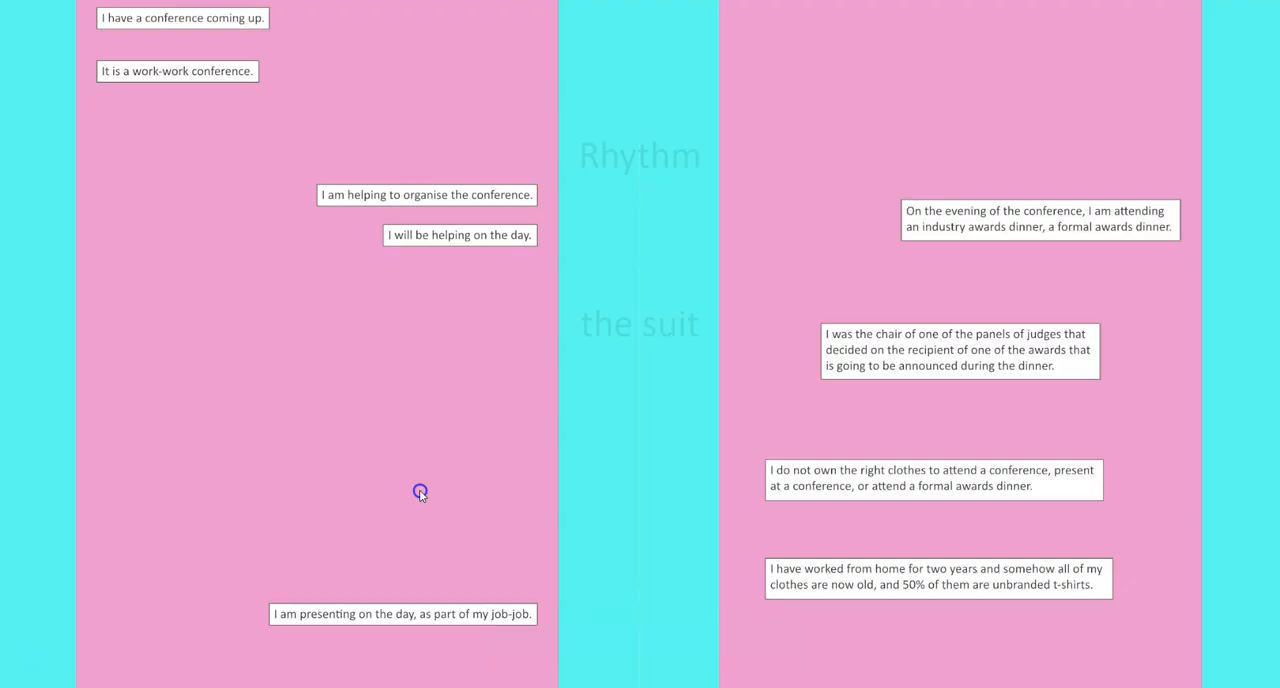 I have a conference coming up.
It is a work-work conference.
I am helping to organise the conference.
I will be helping on the day.
I am presenting on the day, as part of my job-job.
Rhythm
the suit
On the evening of the conference, I am attending
an industry awards dinner, a formal awards dinner.
I was the chair of one of the panels of judges that
decided on the recipient of one of the awards that
is going to be announced during the dinner.
I do not own the right clothes to attend a conference, present
at a conference, or attend a formal awards dinner.
I have worked from home for two years and somehow all of my
clothes are now old, and 50% of them are unbranded t-shirts.